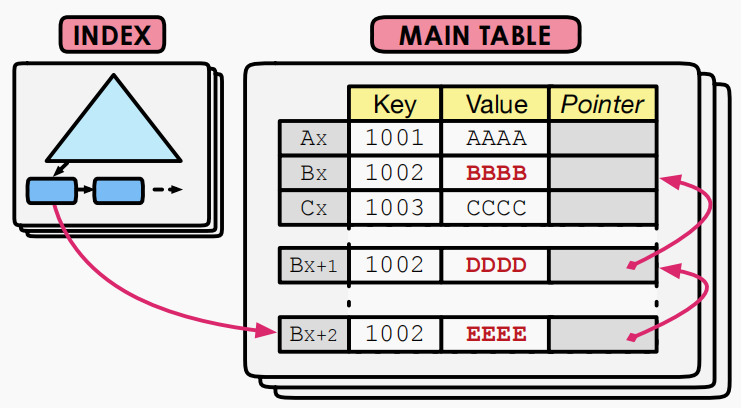 INDEX
MAIN TABLE
Key Value Pointer
Ax 1001 AAAA
Bx 1002 BBBB
Cx 1003 CCCC
Bx+1 1002 DDDD
Bx+2 1002 EEEE